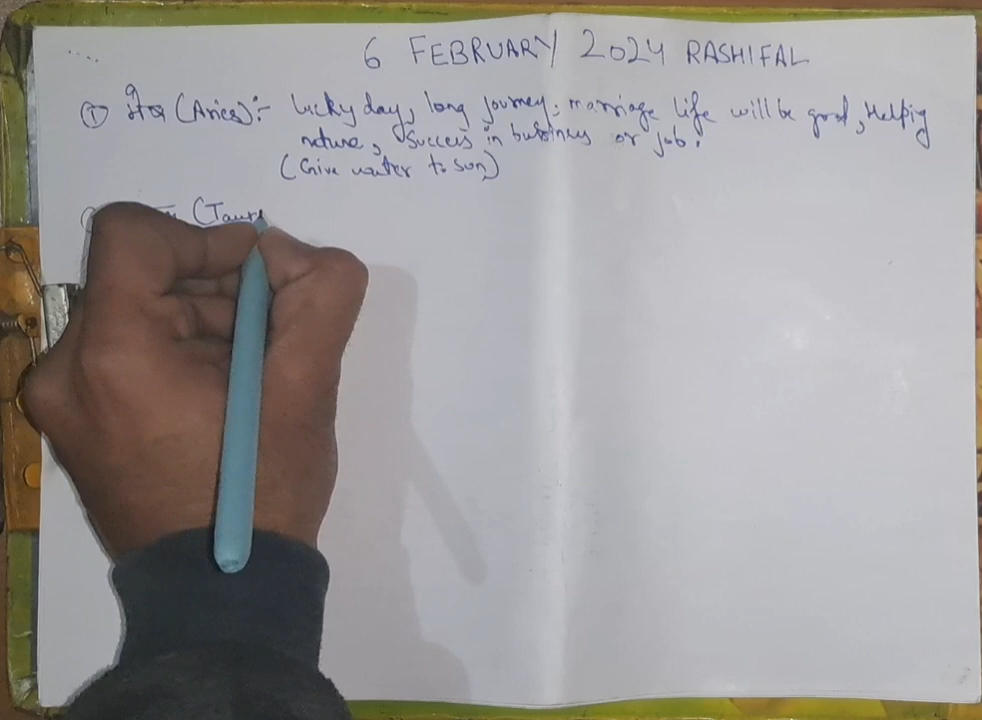 6 FEBRUARY 2024 RASHIFAL
① मेष (Aries):- Lucky day, long journey, marriage life will be good, Helping
nature, success in business or job.
(Give water to sun)
(Taur